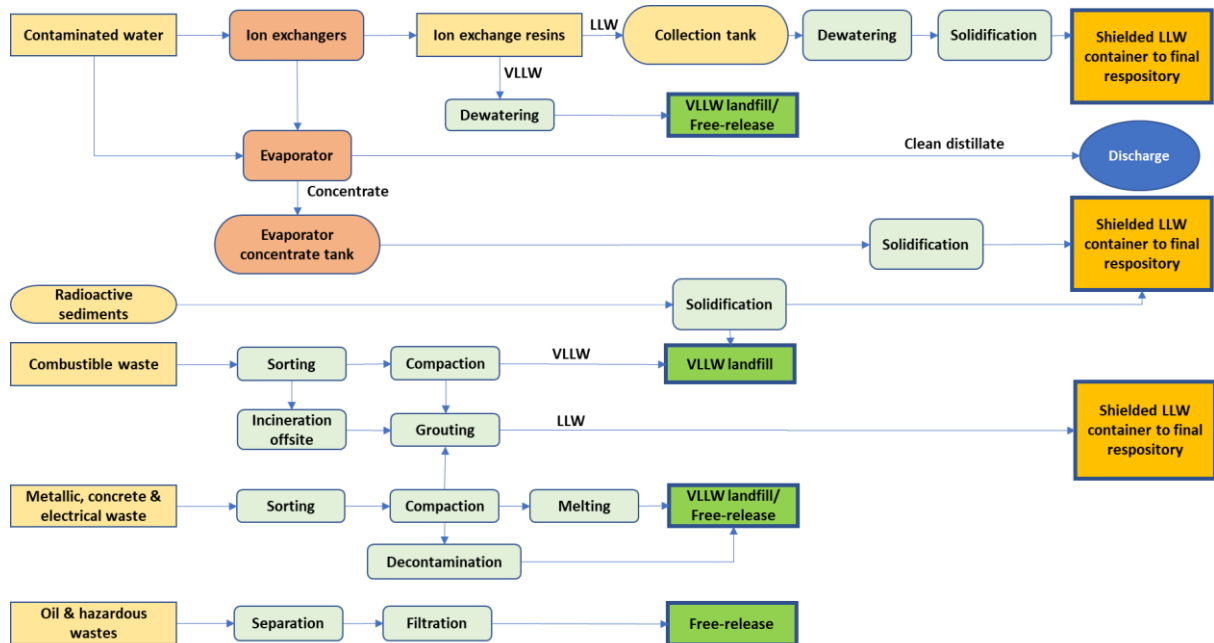 Contaminated water
Ion exchangers
Ion exchange resins
LLW
Collection tank
Dewatering
Solidification
Shielded LLW
container to final
respository
VLLW
Dewatering
VLLW landfill/
Free-release
Evaporator
Clean distillate
Discharge
Concentrate
Evaporator
concentrate tank
Solidification
Shielded LLW
container to final
respository
Radioactive
sediments
Solidification
Combustible waste
Sorting
Compaction
VLLW
VLLW landfill
Incineration
offsite
Grouting
LLW
Shielded LLW
container to final
respository
Metallic, concrete &
electrical waste
Sorting
Compaction
Melting
VLLW landfill/
Free-release
Decontamination
Oil & hazardous
wastes
Separation
Filtration
Free-release